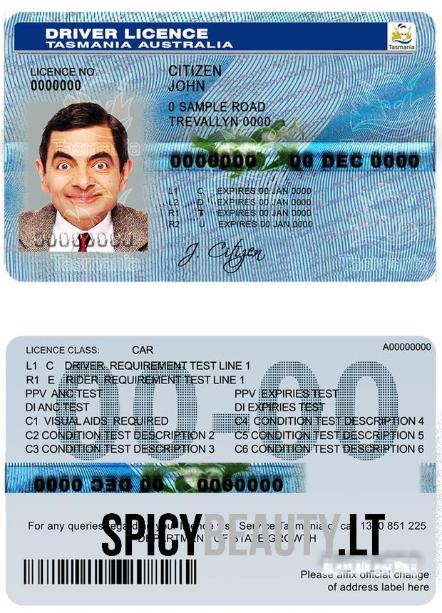 DRIVER LICENCE
TASMANIA AUSTRALIA
Tasmania
LICENCE NO
0000000
CITIZEN
JOHN
0 SAMPLE ROAD
TREVALLYN 0000
0000000 00 DEC 0000
L1 C EXPIRES 00 JAN 0000
L2 D EXPIRES 00 JAN 0000
R1 T EXPIRES 00 JAN 0000
R2 U EXPIRES 00 JAN 0000
00000000
J. Citizen
LICENCE CLASS: CAR
A00000000
00-00
L1 C DRIVER REQUIREMENT TEST LINE 1
R1 E RIDER REQUIREMENT TEST LINE 1
PPV ANC TEST PPV EXPIRIES TEST
DI ANC TEST DI EXPIRIES TEST
C1 VISUAL AIDS REQUIRED C4 CONDITION TEST DESCRIPTION 4
C2 CONDITION TEST DESCRIPTION 2 C5 CONDITION TEST DESCRIPTION 5
C3 CONDITION TEST DESCRIPTION 3 C6 CONDITION TEST DESCRIPTION 6
0000000 00 DEC 0000
For any queries regarding your licence visit Service Tasmania or call 1300 851 225
DEPARTMENT OF STATE GROWTH
SPICYBEAUTY.LT
Please affix official change
of address label here